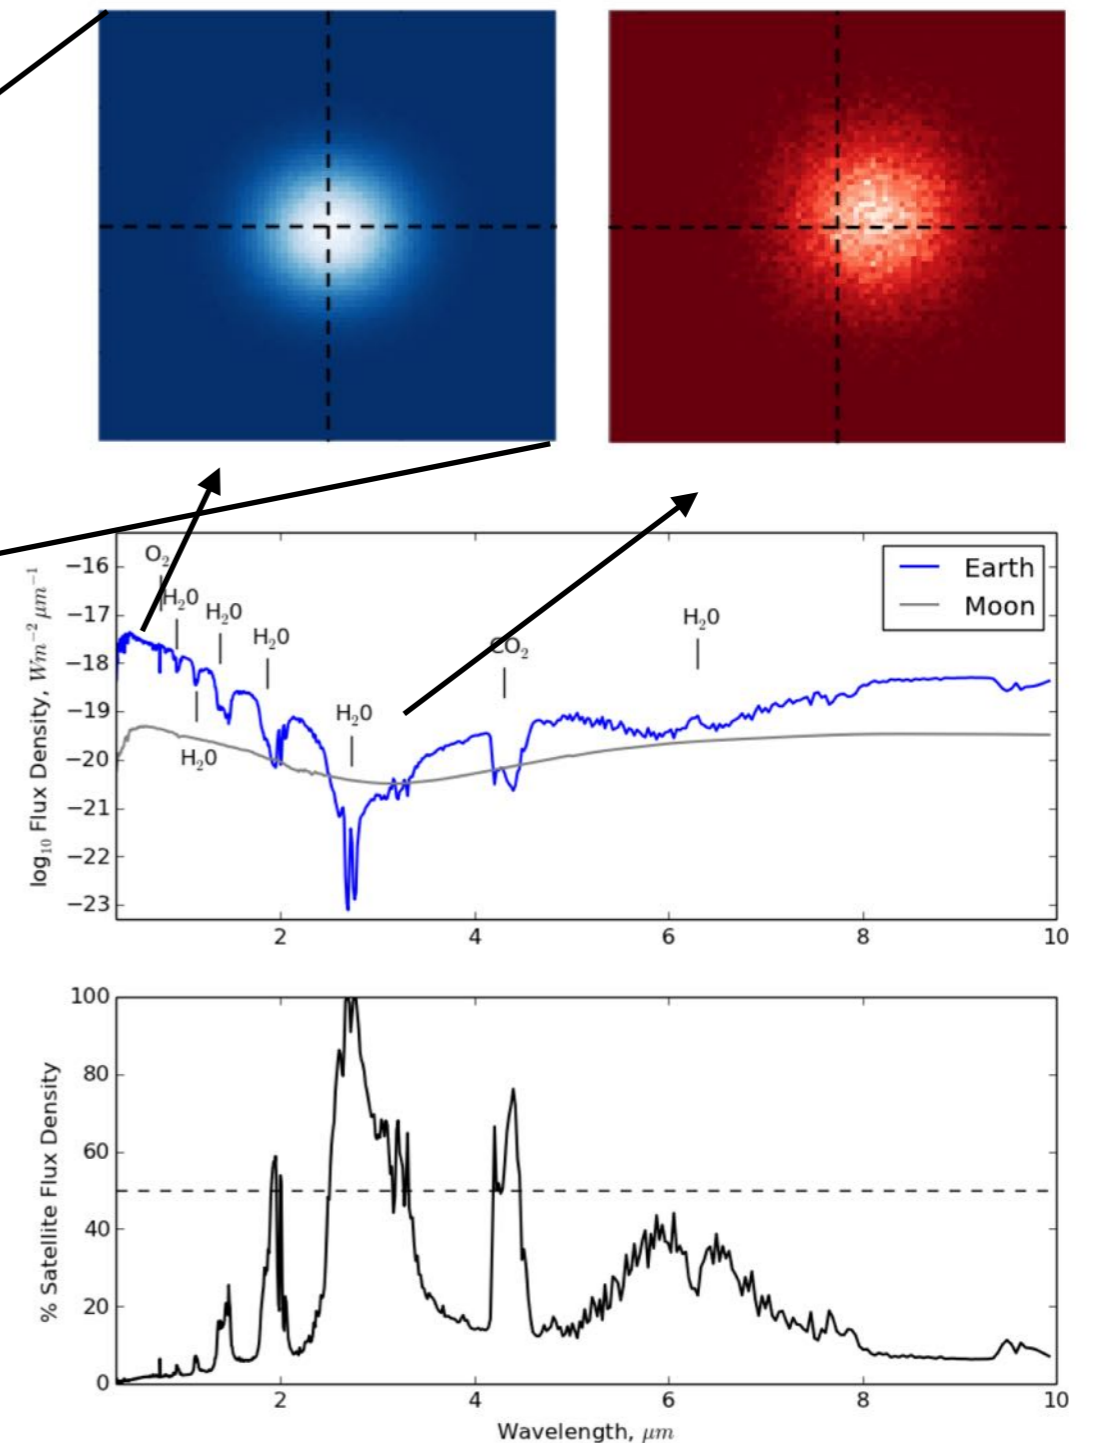 O₂
H₂0
H₂0
H₂0
H₂0
CO₂
H₂0
H₂0
Earth
Moon
log₁₀ Flux Density, Wm⁻² μm⁻¹
−16
−17
−18
−19
−20
−21
−22
−23
2 4 6 8 10
% Satellite Flux Density
100
80
60
40
20
0
2 4 6 8 10
Wavelength, μm